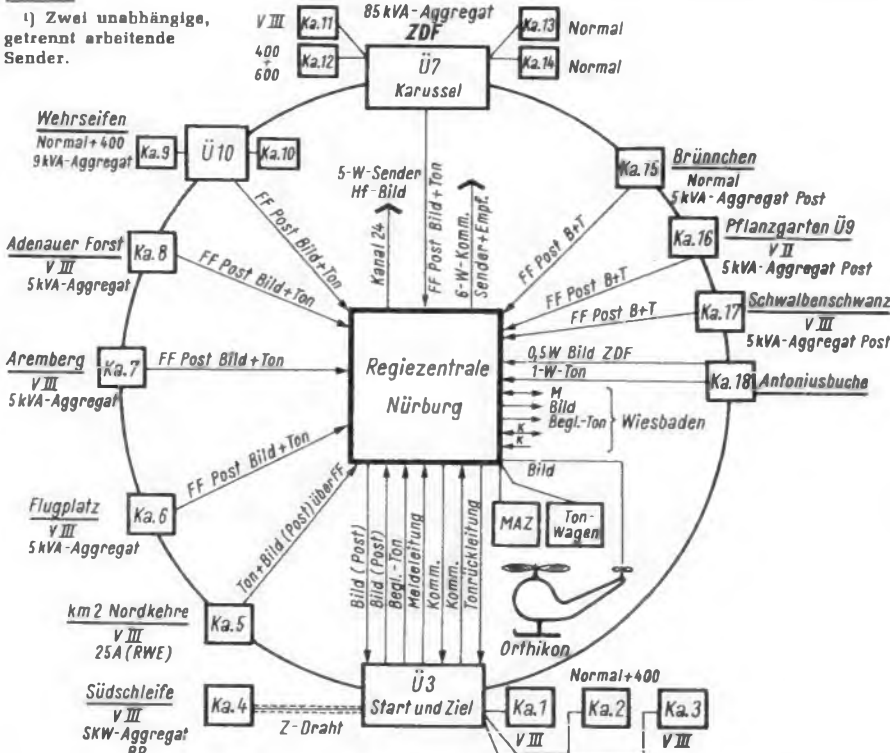 ¹) Zwei unabhängige,
getrennt arbeitende
Sender.
V III
Ka.11
85 kVA-Aggregat
ZDF
Ka.13
Normal
400
+
600
Ka.12
Ü7
Karussel
Ka.14
Normal
Wehrseifen
Normal+400
9 kVA-Aggregat
Ka.9
Ü 10
Ka.10
5-W-Sender
Hf-Bild
Kanal 24
FF Post Bild+Ton
6-W-Komm.
Sender+Empf.
FF Post Bild+Ton
Ka.15
Brünnchen
Normal
5 kVA-Aggregat Post
FF Post B+T
Adenauer Forst
V III
5 kVA-Aggregat
Ka.8
FF Post Bild+Ton
Ka.16
Pflanzgarten Ü9
V II
5 kVA-Aggregat Post
FF Post B+T
Ka.17
Schwalbenschwanz
V III
5 kVA-Aggregat Post
FF Post B+T
Aremberg
V III
5 kVA-Aggregat
Ka.7
FF Post Bild+Ton
Regiezentrale
Nürburg
0,5W Bild ZDF
1-W-Ton
Ka.18
Antoniusbuche
M
Bild
Begl.-Ton
K
K
Wiesbaden
Flugplatz
V III
5 kVA-Aggregat
Ka.6
FF Post Bild+Ton
Bild
MAZ
Ton-
Wagen
km 2 Nordkehre
V III
25A (RWE)
Ka.5
Ton+Bild (Post) über FF
Bild (Post)
Bild (Post)
Begl.-Ton
Meldeleitung
Komm.
Komm.
Tonrückleitung
Orthikon
Südschleife
V III
SKW-Aggregat
BR
Ka.4
Z-Draht
Ü3
Start und Ziel
Ka.1
V III
Normal+400
Ka.2
Ka.3
V III